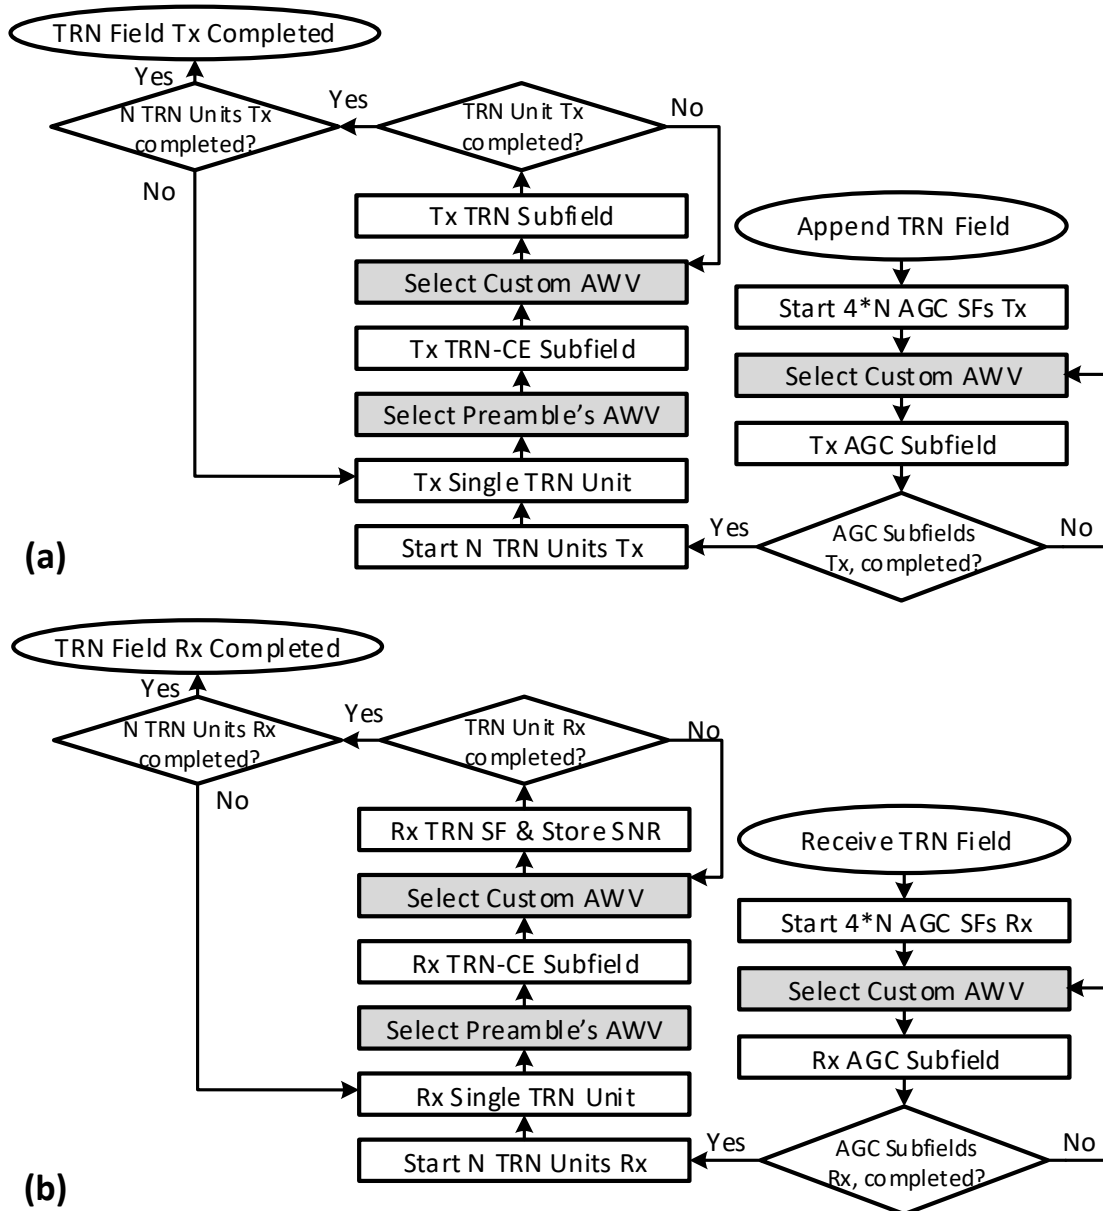 TRN Field Tx Completed
Yes
N TRN Units Tx
completed?
No
Yes
TRN Unit Tx
completed?
No
Tx TRN Subfield
Select Custom AWV
Tx TRN-CE Subfield
Select Preamble's AWV
Tx Single TRN Unit
Start N TRN Units Tx
Append TRN Field
Start 4*N AGC SFs Tx
Select Custom AWV
Tx AGC Subfield
AGC Subfields
Tx, completed?
Yes
No
(a)
TRN Field Rx Completed
Yes
N TRN Units Rx
completed?
No
Yes
TRN Unit Rx
completed?
No
Rx TRN SF & Store SNR
Select Custom AWV
Rx TRN-CE Subfield
Select Preamble's AWV
Rx Single TRN Unit
Start N TRN Units Rx
Receive TRN Field
Start 4*N AGC SFs Rx
Select Custom AWV
Rx AGC Subfield
AGC Subfields
Rx, completed?
Yes
No
(b)